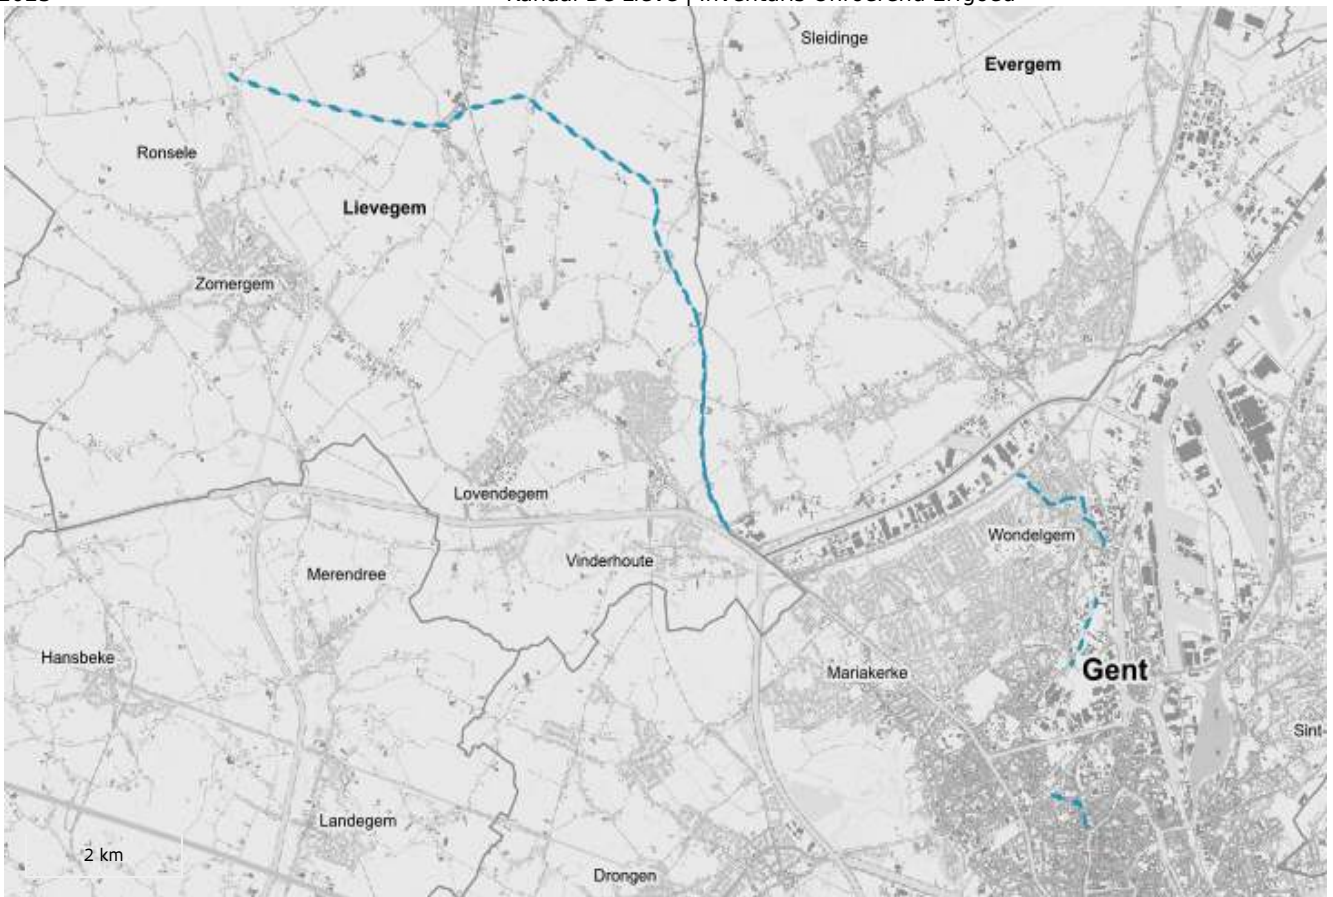 Kanaal De Lieve | Inventaris Onroerend Erfgoed
Sleidinge
Evergem
Ronsele
Lievegem
Zomergem
Lovendegem
Wondelgem
Vinderhoute
Merendree
Hansbeke
Mariakerke
Gent
Sint-
Landegem
2 km
Drongen